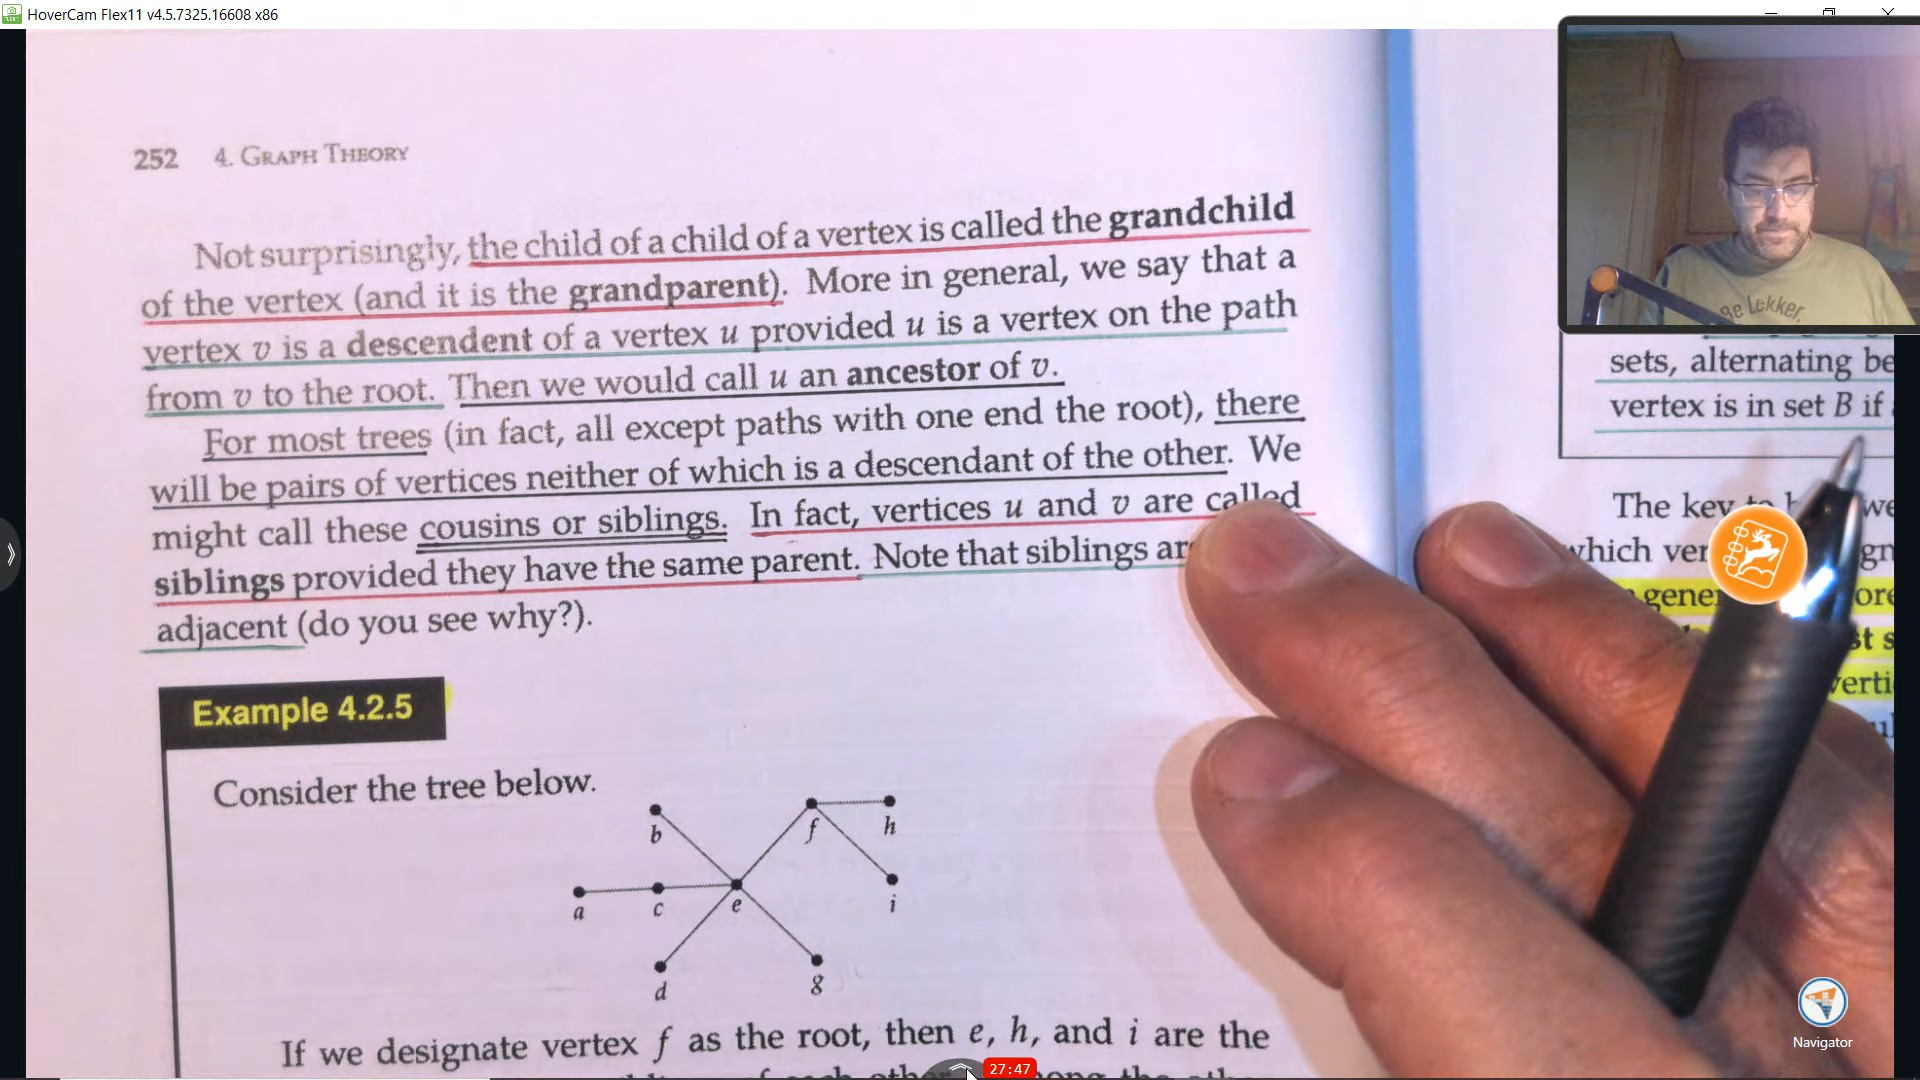 HoverCam Flex11 v4.5.7325.16608 x86
252 4. GRAPH THEORY
Not surprisingly, the child of a child of a vertex is called the grandchild
of the vertex (and it is the grandparent). More in general, we say that a
vertex v is a descendent of a vertex u provided u is a vertex on the path
from v to the root. Then we would call u an ancestor of v.
For most trees (in fact, all except paths with one end the root), there
will be pairs of vertices neither of which is a descendant of the other. We
might call these cousins or siblings. In fact, vertices u and v are called
siblings provided they have the same parent. Note that siblings
adjacent (do you see why?).
Example 4.2.5
Consider the tree below.
b
f
h
a
c
e
i
d
g
If we designate vertex f as the root, then e, h, and i are the
Be Lekker.
sets, alternating
vertex is in set B if
The key
which
27:47
Navigator